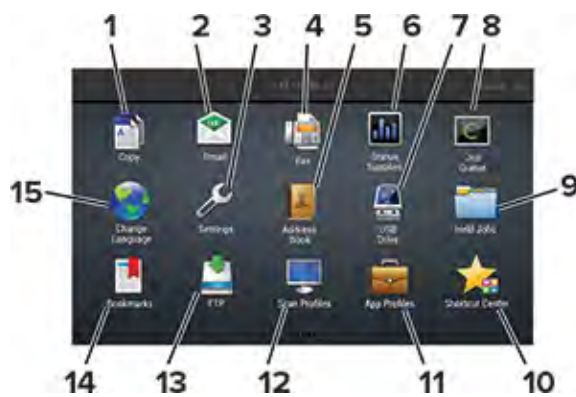 1 2 3 4 5 6 7 8
Copy Email Fax Status/ Supplies Job Queue
15 9
Change Language Settings Address Book USB Drive Held Jobs
Bookmarks FTP Scan Profiles App Profiles Shortcut Center
14 13 12 11 10